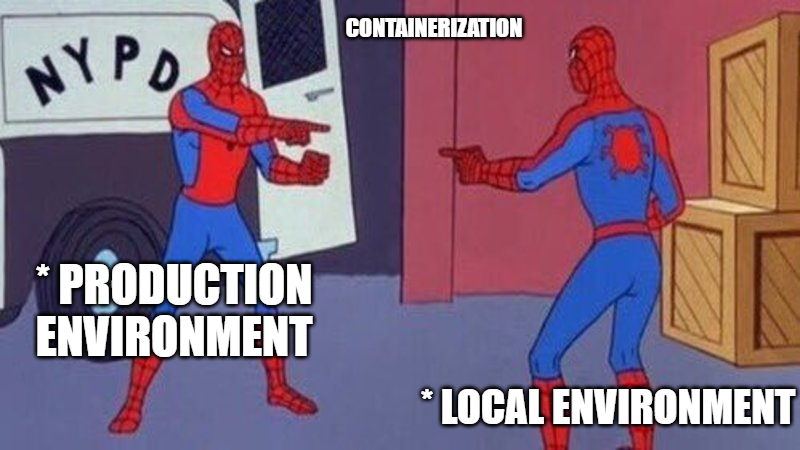 CONTAINERIZATION
NYPD
* PRODUCTION
ENVIRONMENT
* LOCAL ENVIRONMENT